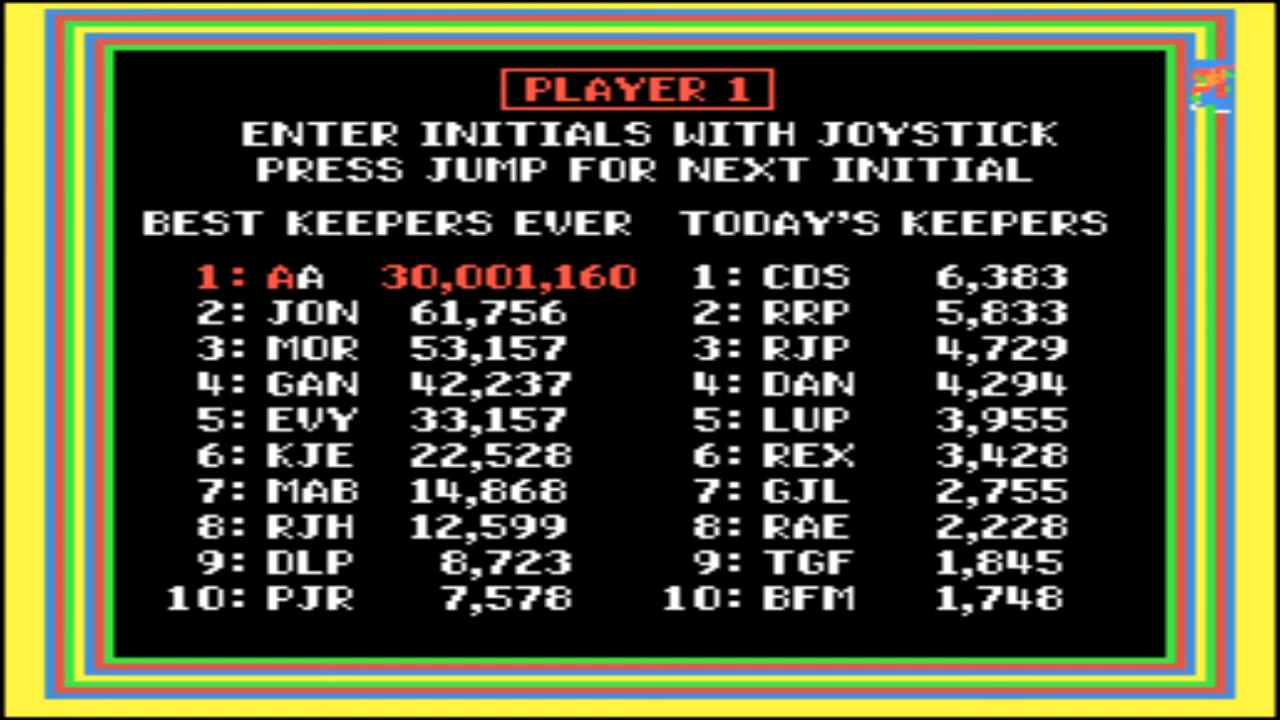 PLAYER 1
ENTER INITIALS WITH JOYSTICK
PRESS JUMP FOR NEXT INITIAL
BEST KEEPERS EVER TODAY'S KEEPERS
1: AA 30,001,160 1: CDS 6,383
2: JON 61,756 2: RRP 5,833
3: MOR 53,157 3: RJP 4,729
4: GAN 42,237 4: DAN 4,294
5: EVY 33,157 5: LUP 3,955
6: KJE 22,528 6: REX 3,428
7: MAB 14,868 7: GJL 2,755
8: RJH 12,599 8: RAE 2,228
9: DLP 8,723 9: TGF 1,845
10: PJR 7,578 10: BFM 1,748